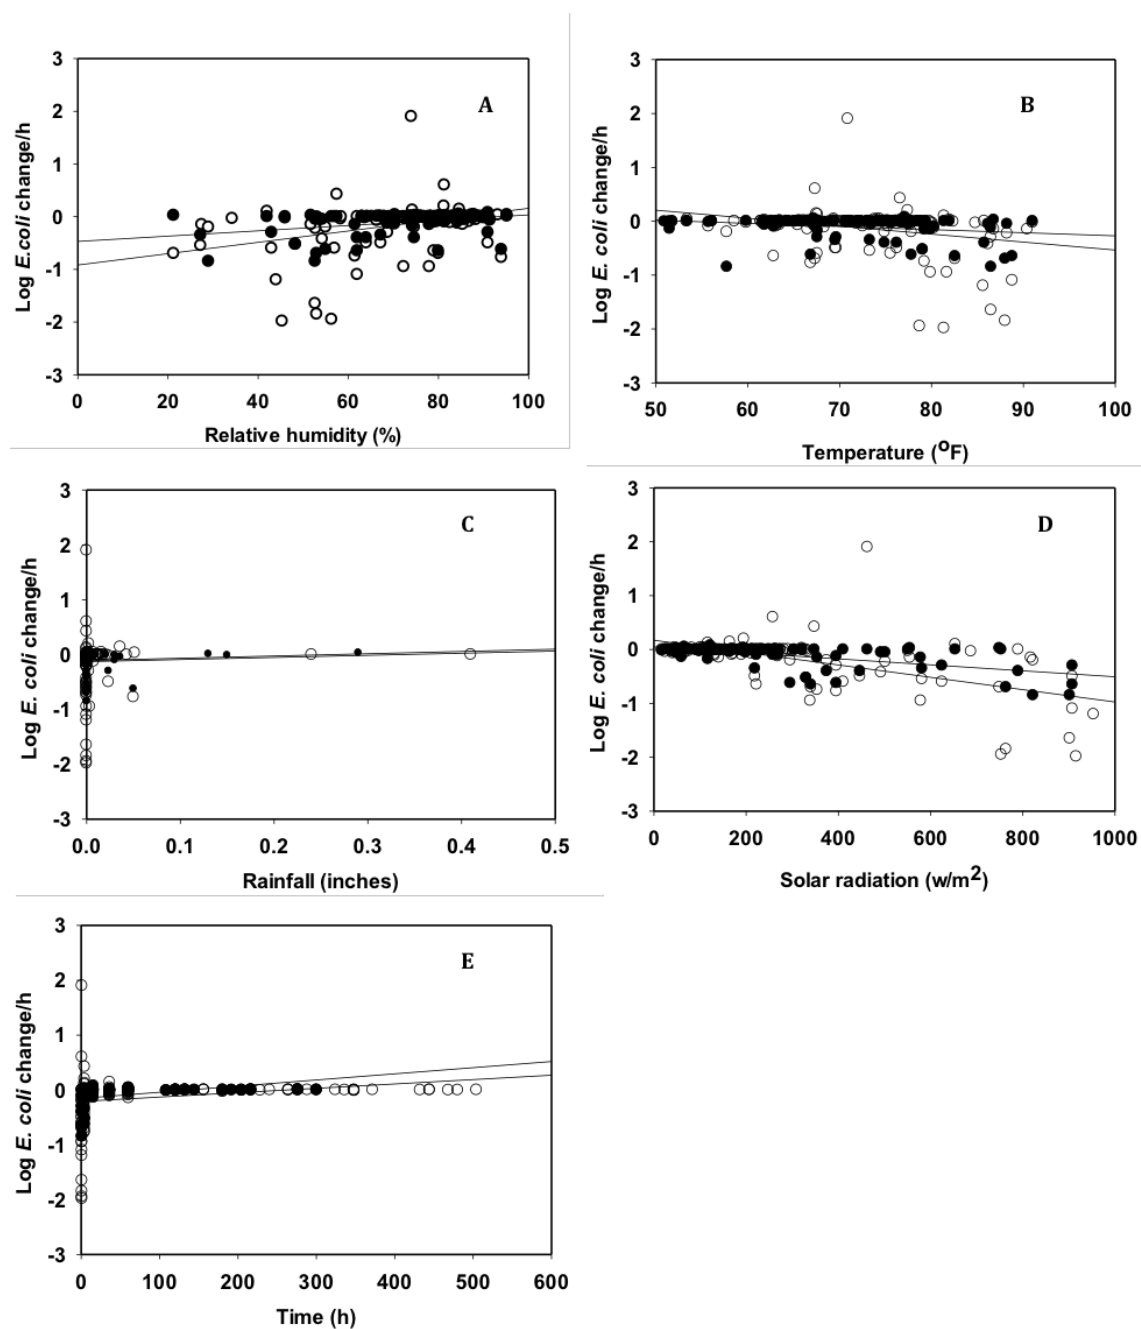 A
Log E.coli change/h
3
2
1
0
-1
-2
-3
0 20 40 60 80 100
Relative humidity (%)
B
Log E. coli change/h
3
2
1
0
-1
-2
-3
50 60 70 80 90 100
Temperature (ºF)
C
Log E. coli change/h
3
2
1
0
-1
-2
-3
0.0 0.1 0.2 0.3 0.4 0.5
Rainfall (inches)
D
Log E. coli change/h
3
2
1
0
-1
-2
-3
0 200 400 600 800 1000
Solar radiation (w/m²)
E
Log E. coli change/h
3
2
1
0
-1
-2
-3
0 100 200 300 400 500 600
Time (h)